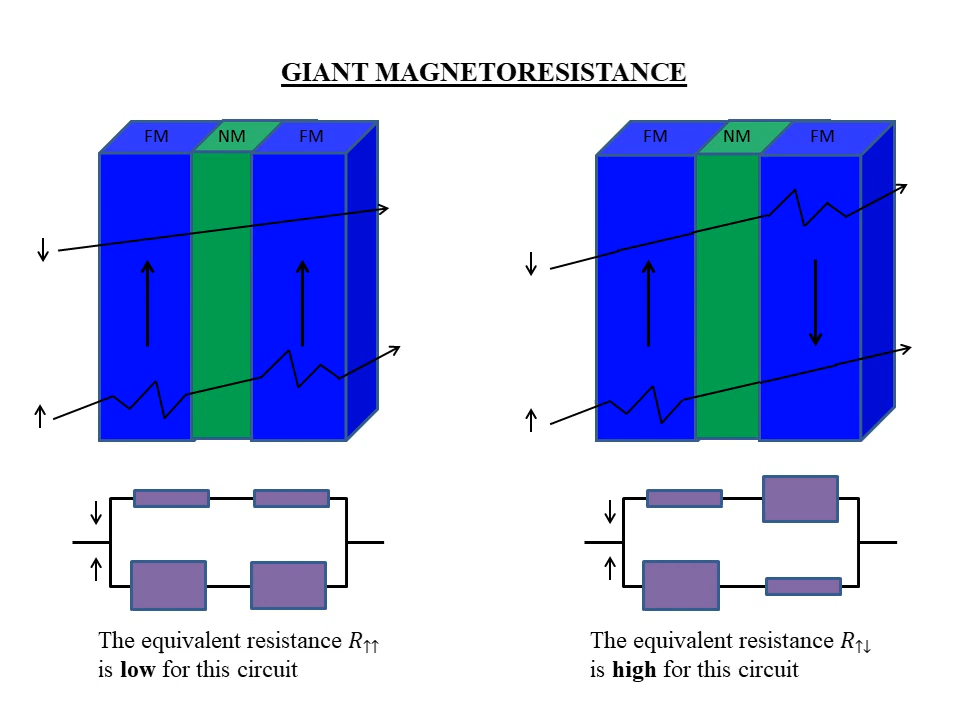 GIANT MAGNETORESISTANCE
FM NM FM
FM NM FM
The equivalent resistance R↑↑
is low for this circuit
The equivalent resistance R↑↓
is high for this circuit